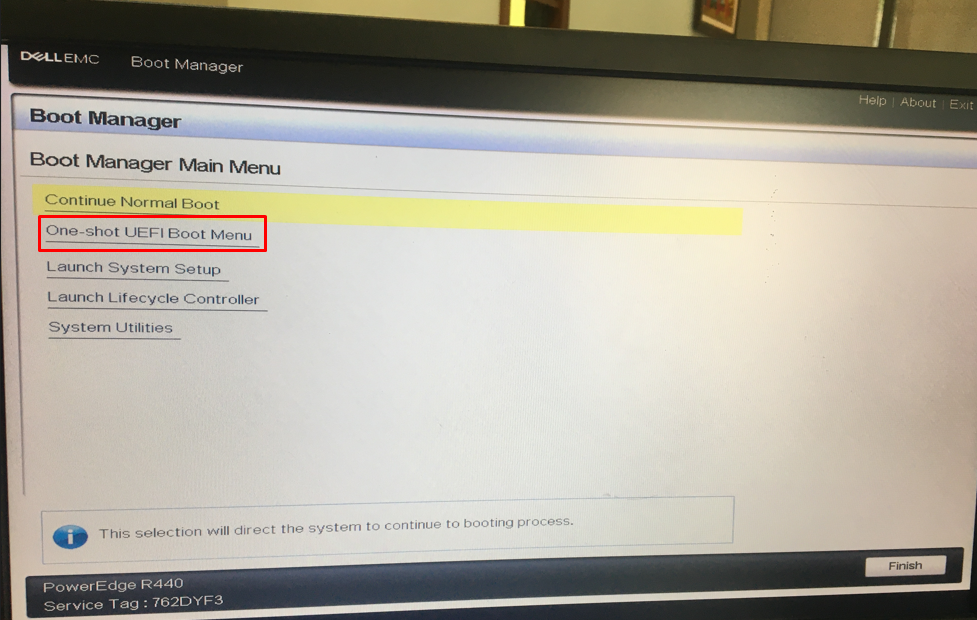 DELLEMC Boot Manager
Help | About | Exit
Boot Manager
Boot Manager Main Menu
Continue Normal Boot
One-shot UEFI Boot Menu
Launch System Setup
Launch Lifecycle Controller
System Utilities
This selection will direct the system to continue to booting process.
Finish
PowerEdge R440
Service Tag : 762DYF3